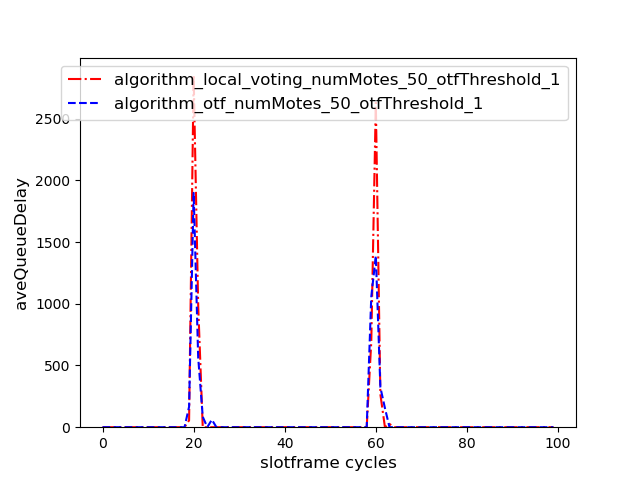 algorithm_local_voting_numMotes_50_otfThreshold_1
algorithm_otf_numMotes_50_otfThreshold_1
2500
2000
1500
1000
500
0
aveQueueDelay
0 20 40 60 80 100
slotframe cycles